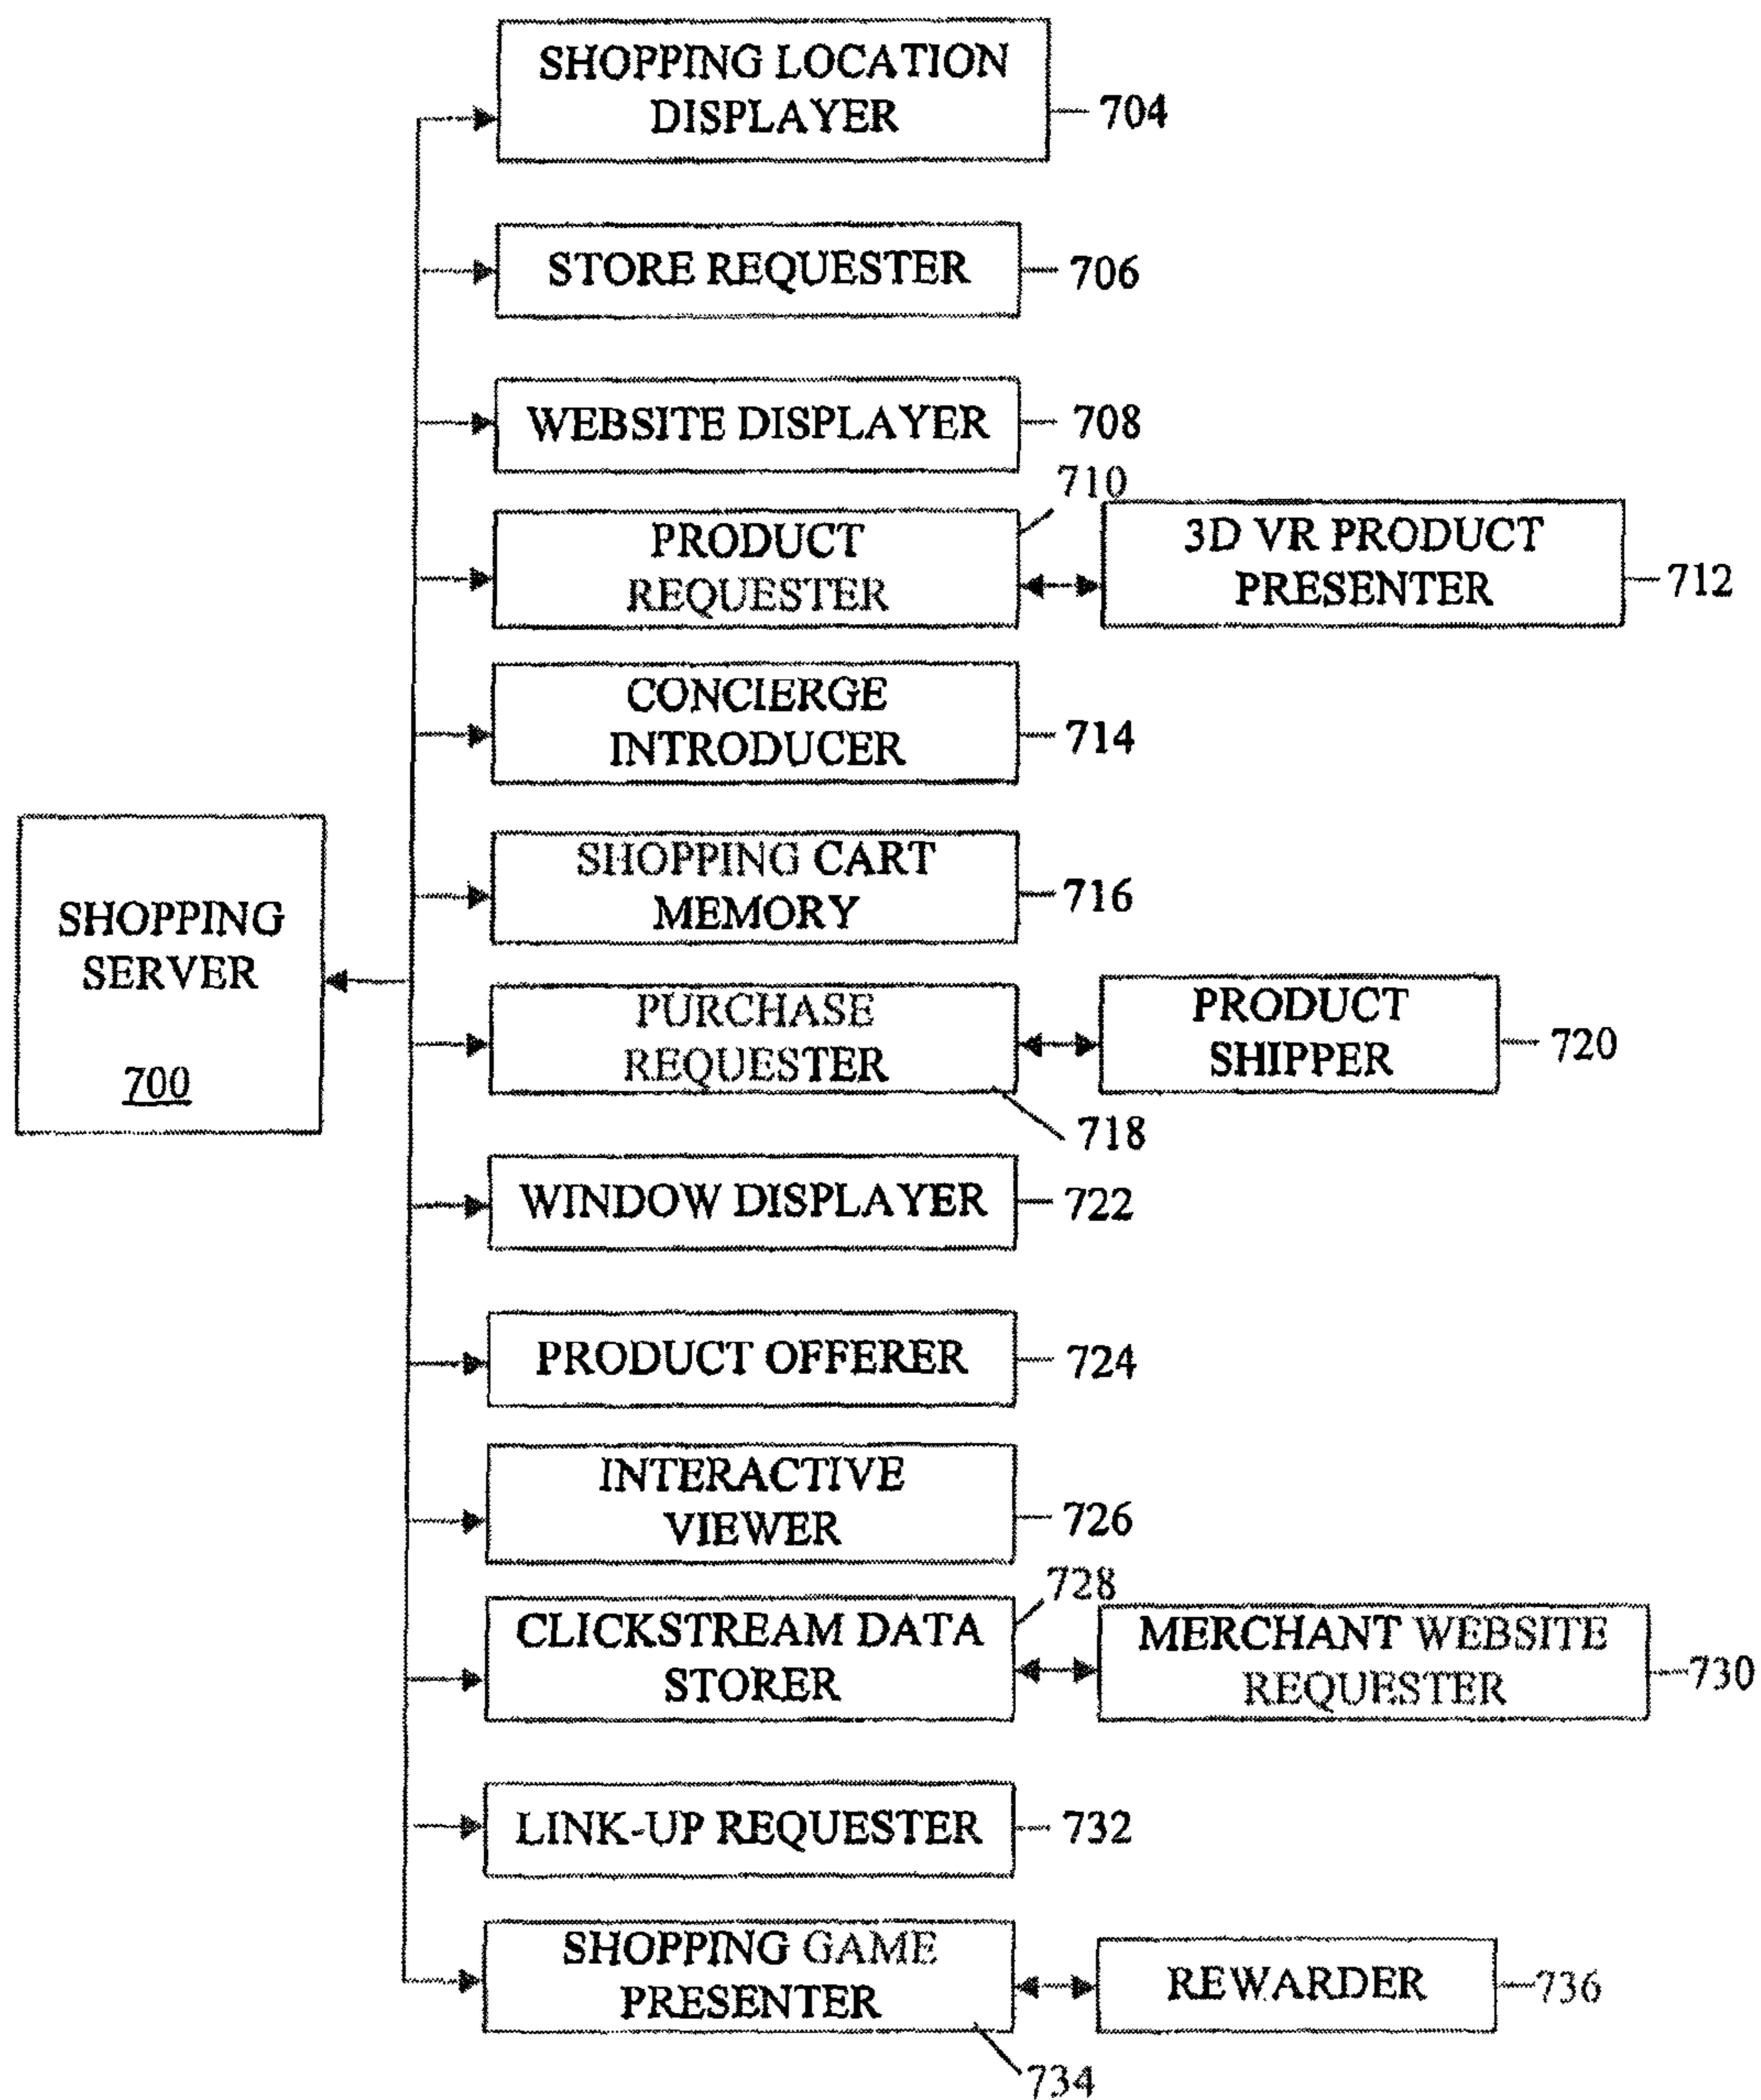 SHOPPING LOCATION
DISPLAYER
704
STORE REQUESTER
706
WEBSITE DISPLAYER
708
710
PRODUCT
REQUESTER
3D VR PRODUCT
PRESENTER
712
CONCIERGE
INTRODUCER
714
SHOPPING CART
MEMORY
716
SHOPPING
SERVER
700
PURCHASE
REQUESTER
718
PRODUCT
SHIPPER
720
WINDOW DISPLAYER
722
PRODUCT OFFERER
724
INTERACTIVE
VIEWER
726
728
CLICKSTREAM DATA
STORER
MERCHANT WEBSITE
REQUESTER
730
LINK-UP REQUESTER
732
SHOPPING GAME
PRESENTER
734
REWARDER
736